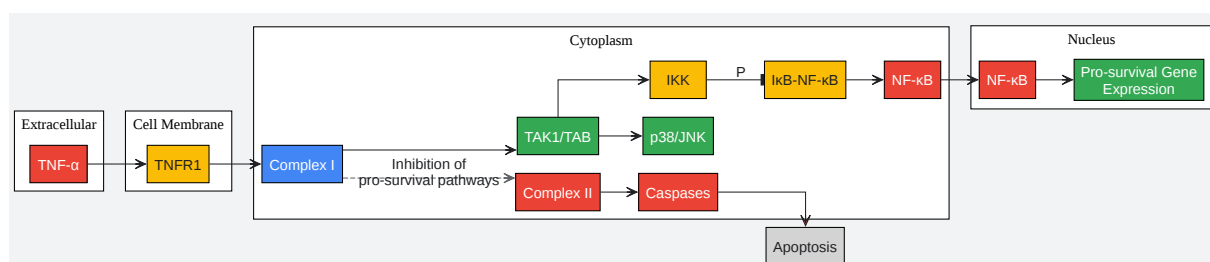 Cytoplasm
Nucleus
Extracellular
Cell Membrane
TNF-α
TNFR1
Complex I
Inhibition of
pro-survival pathways
TAK1/TAB
p38/JNK
IKK
P
IκB-NF-κB
NF-κB
NF-κB
Pro-survival Gene
Expression
Complex II
Caspases
Apoptosis